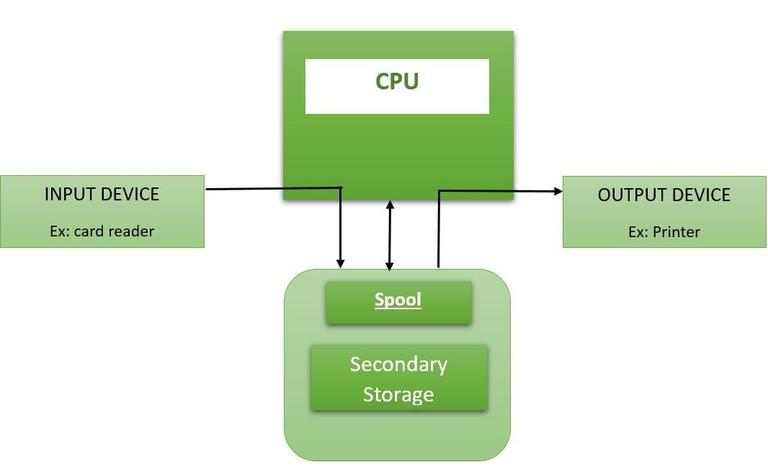 CPU
INPUT DEVICE
Ex: card reader
OUTPUT DEVICE
Ex: Printer
Spool
Secondary
Storage